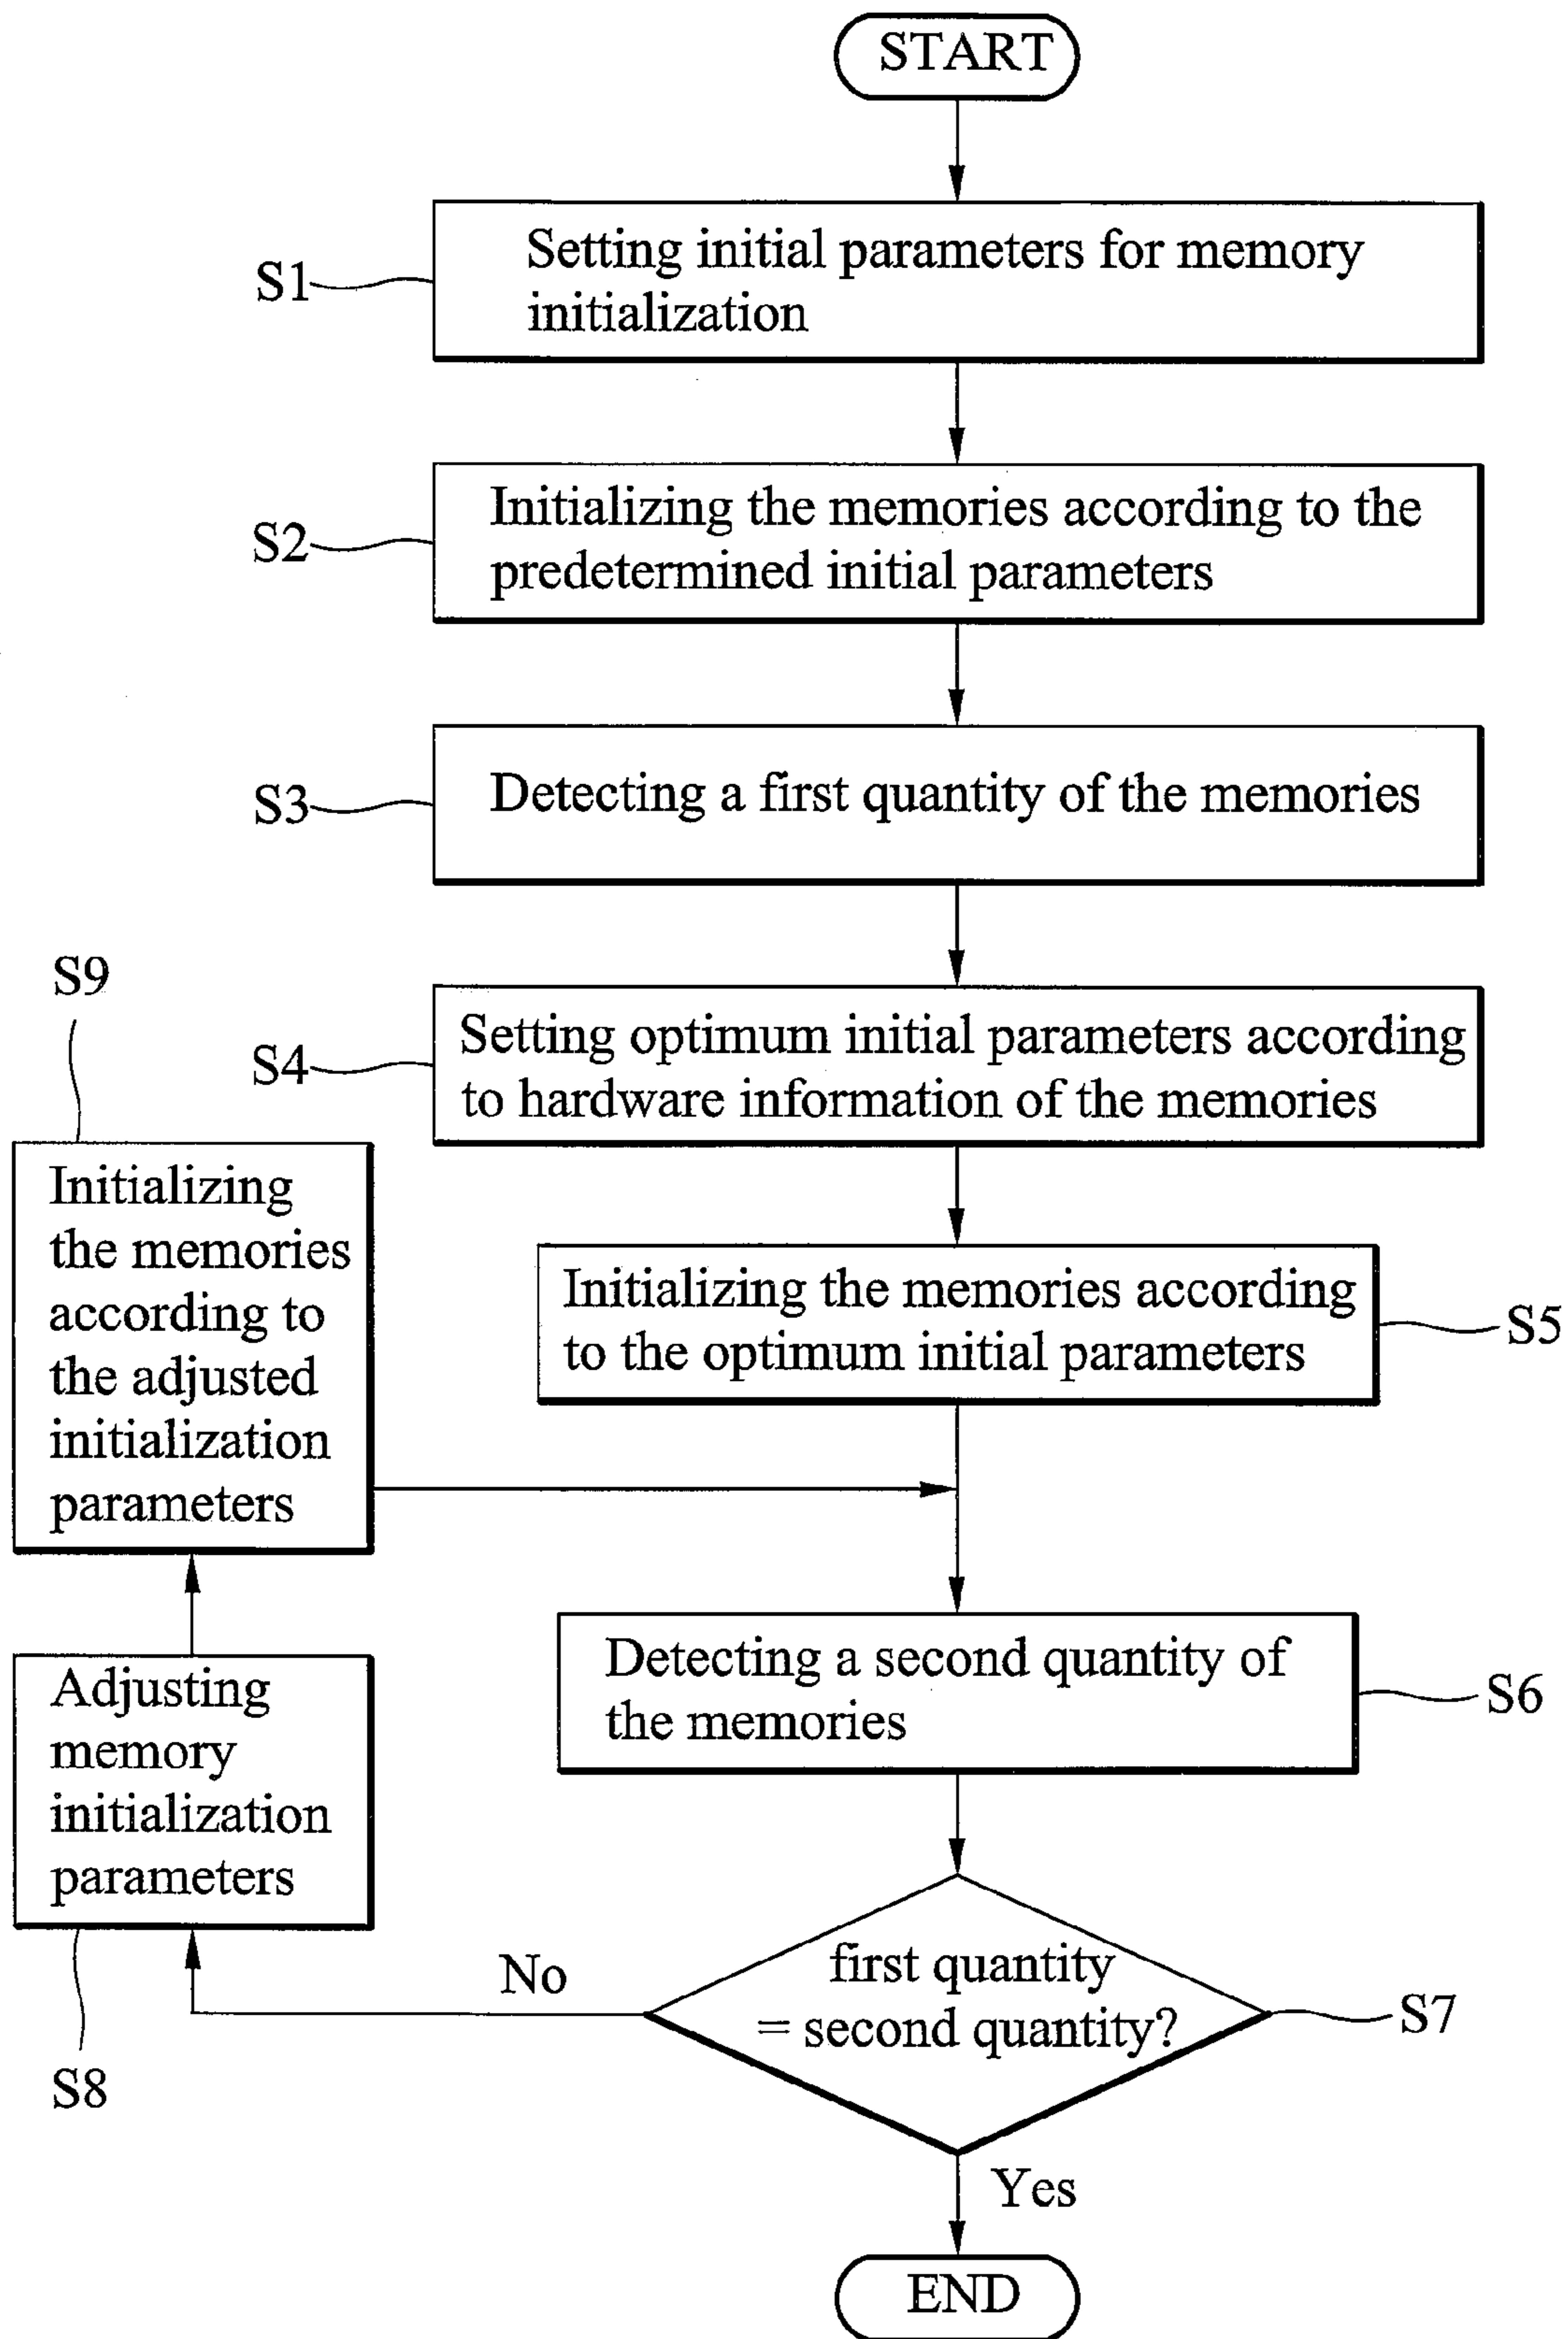 START
S1
Setting initial parameters for memory
initialization
S2
Initializing the memories according to the
predetermined initial parameters
S3
Detecting a first quantity of the memories
S4
Setting optimum initial parameters according
to hardware information of the memories
Initializing the memories according
to the optimum initial parameters
S5
Detecting a second quantity of
the memories
S6
first quantity
= second quantity?
S7
No
Adjusting
memory
initialization
parameters
S8
S9
Initializing
the memories
according to
the adjusted
initialization
parameters
Yes
END